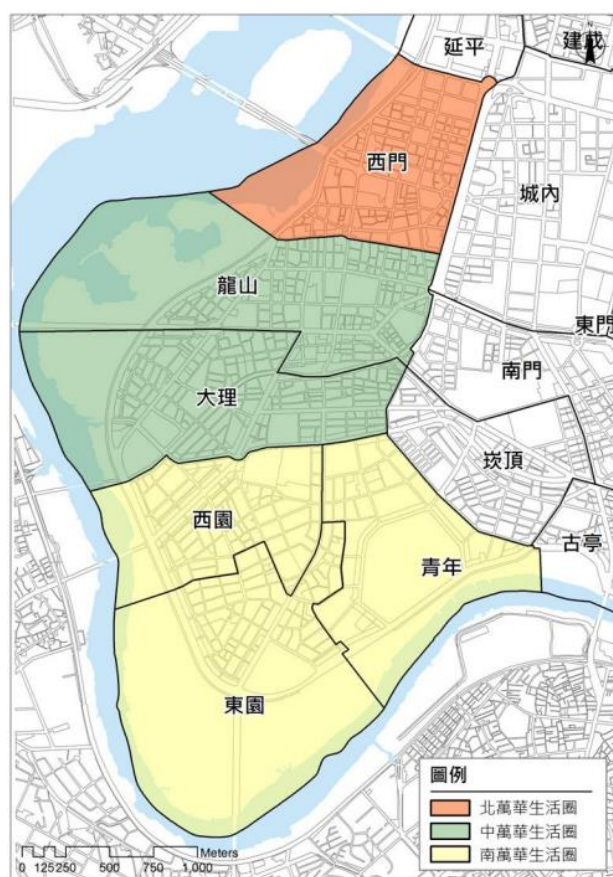 延平
建成
N
西門
城內
龍山
東門
南門
大理
崁頂
西園
古亭
青年
東園
圖例
北萬華生活圈
中萬華生活圈
南萬華生活圈
Meters
0 125250 500 750 1,000